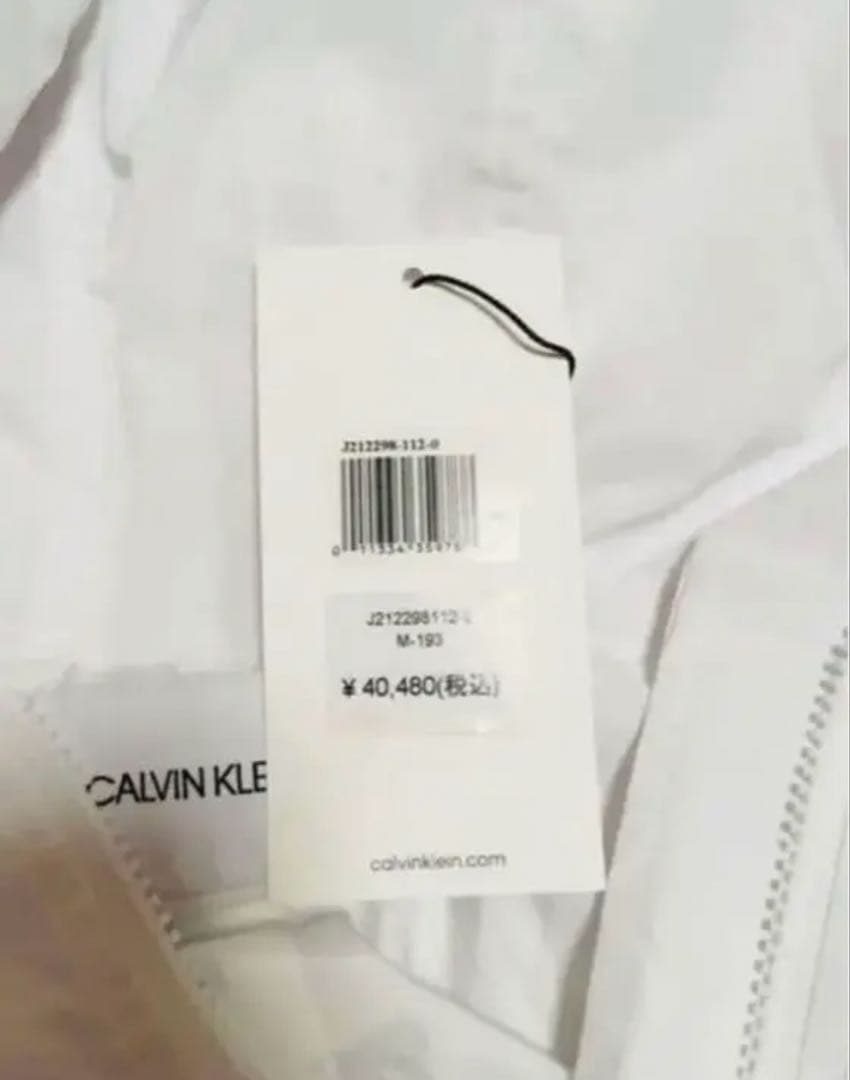 J212298-112-0
J212298112-
M-193
¥ 40,480(税込)
CALVIN KLE
calvinklein.com